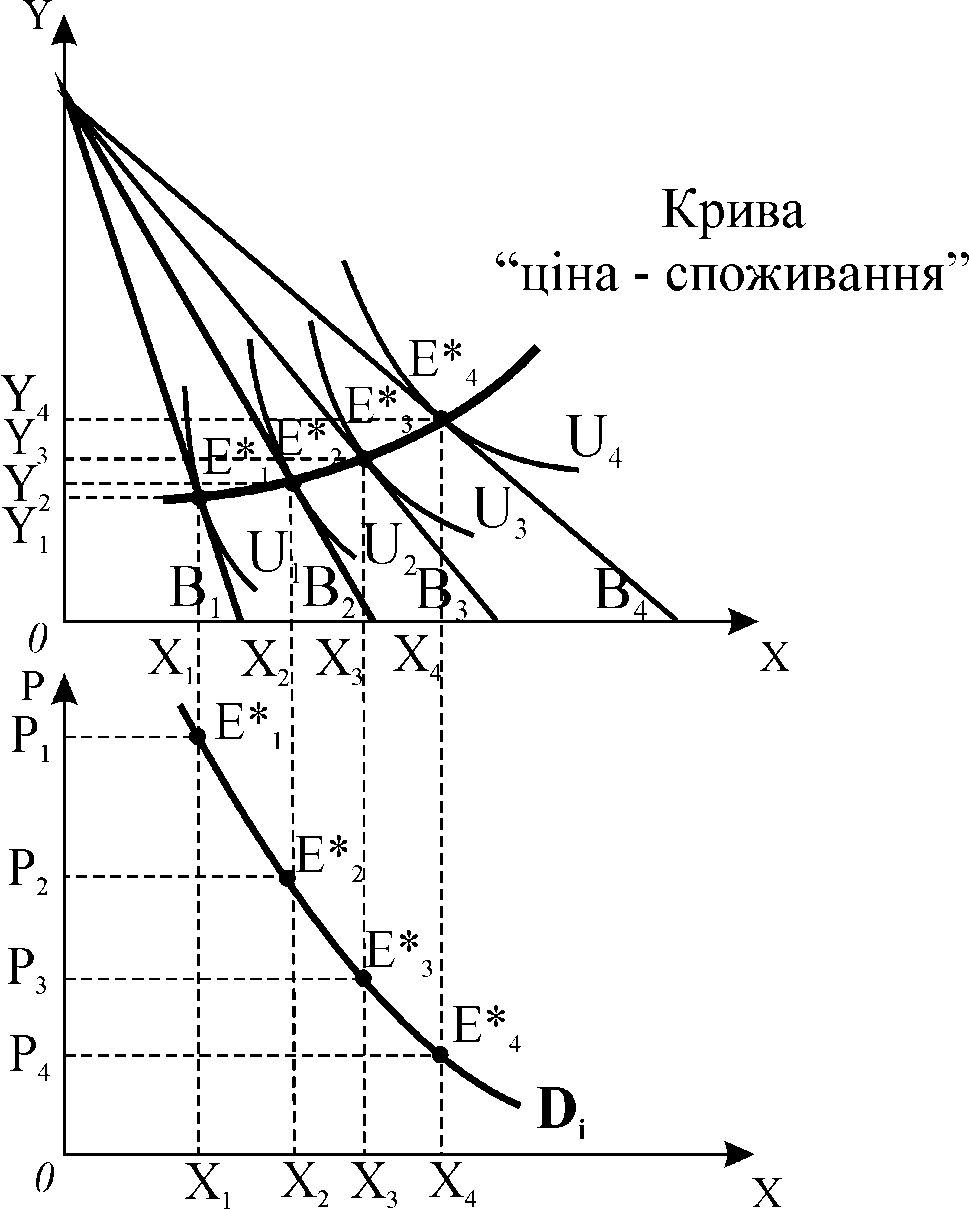 Y
Крива
“ціна - споживання”
E*₄
Y₄
E*₃
Y₃
E*₂
U₄
E*₁
Y₂
U₃
Y₁
U₁
U₂
B₁
B₂
B₃
B₄
0
X₁
X₂
X₃
X₄
X
P
P₁
E*₁
P₂
E*₂
P₃
E*₃
P₄
E*₄
Dᵢ
0
X₁
X₂
X₃
X₄
X